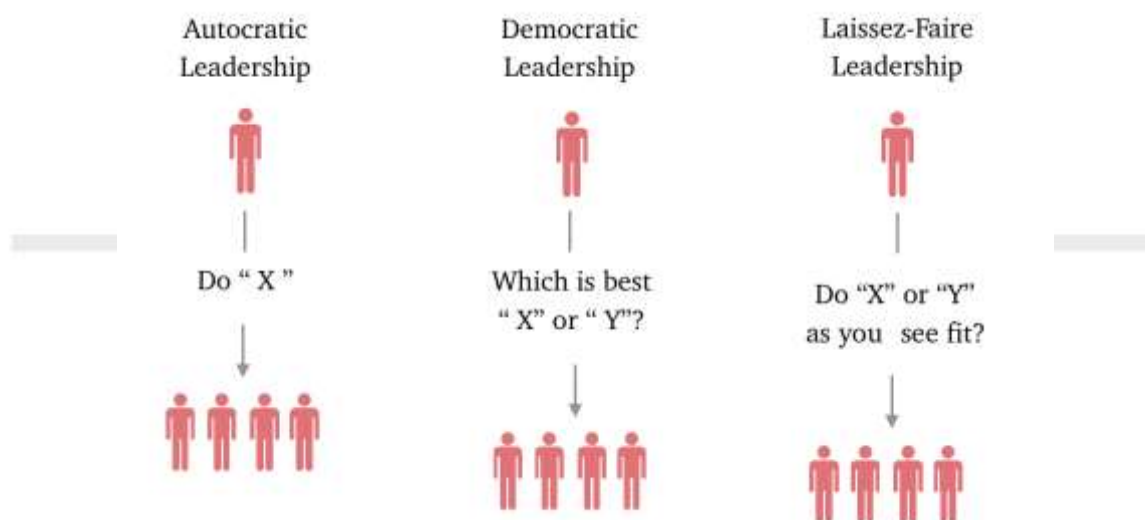 Autocratic
Leadership
Do “ X ”
Democratic
Leadership
Which is best
“ X” or “ Y”?
Laissez-Faire
Leadership
Do “X” or “Y”
as you see fit?